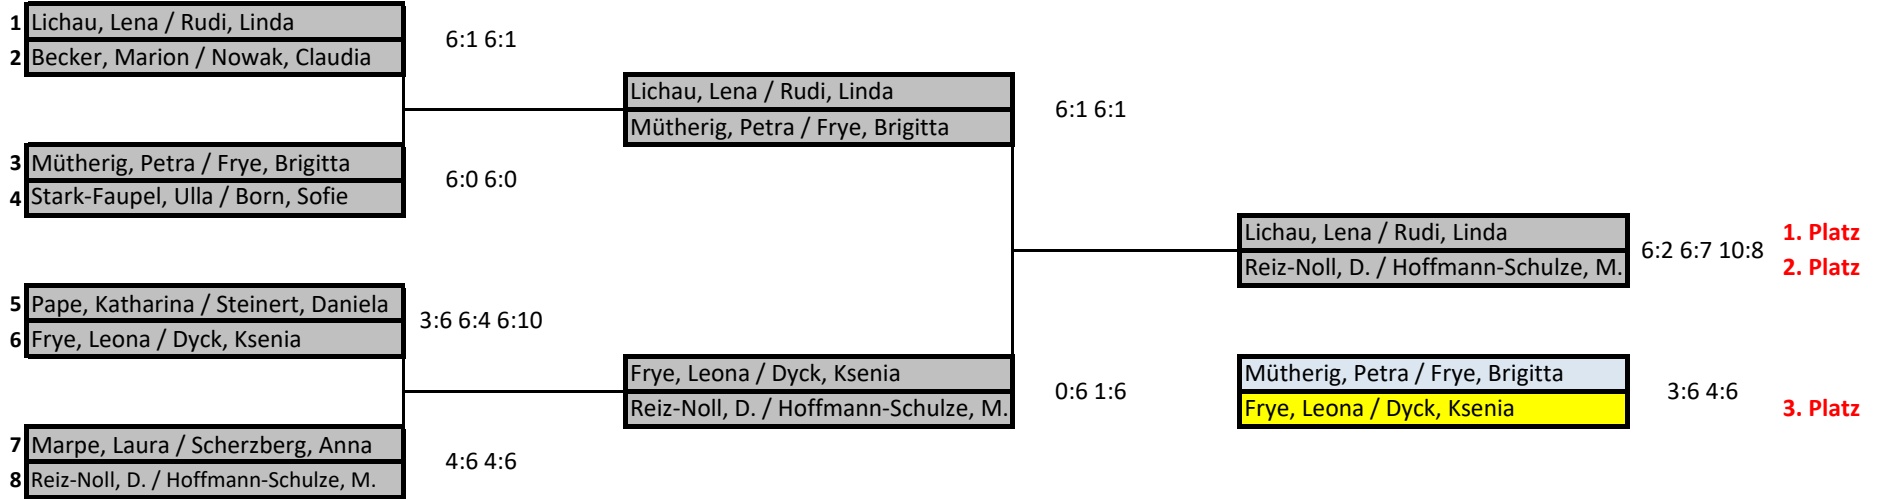 1 Lichau, Lena / Rudi, Linda
2 Becker, Marion / Nowak, Claudia
6:1 6:1
3 Mütherig, Petra / Frye, Brigitta
4 Stark-Faupel, Ulla / Born, Sofie
6:0 6:0
5 Pape, Katharina / Steinert, Daniela
6 Frye, Leona / Dyck, Ksenia
3:6 6:4 6:10
7 Marpe, Laura / Scherzberg, Anna
8 Reiz-Noll, D. / Hoffmann-Schulze, M.
4:6 4:6
Lichau, Lena / Rudi, Linda
Mütherig, Petra / Frye, Brigitta
6:1 6:1
Frye, Leona / Dyck, Ksenia
Reiz-Noll, D. / Hoffmann-Schulze, M.
0:6 1:6
Lichau, Lena / Rudi, Linda
Reiz-Noll, D. / Hoffmann-Schulze, M.
6:2 6:7 10:8
1. Platz
2. Platz
Mütherig, Petra / Frye, Brigitta
Frye, Leona / Dyck, Ksenia
3:6 4:6
3. Platz